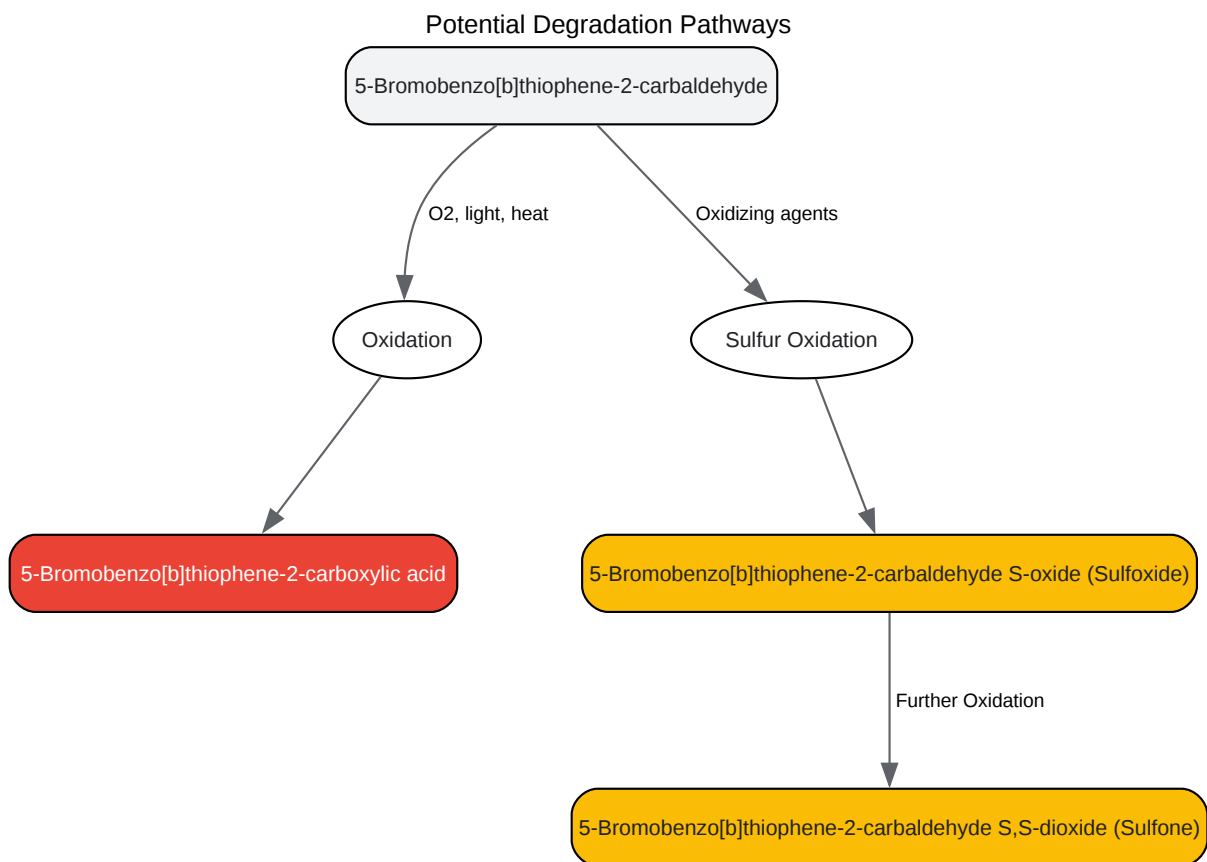 Potential Degradation Pathways
5-Bromobenzo[b]thiophene-2-carbaldehyde
O2, light, heat
Oxidizing agents
Oxidation
Sulfur Oxidation
5-Bromobenzo[b]thiophene-2-carboxylic acid
5-Bromobenzo[b]thiophene-2-carbaldehyde S-oxide (Sulfoxide)
Further Oxidation
5-Bromobenzo[b]thiophene-2-carbaldehyde S,S-dioxide (Sulfone)